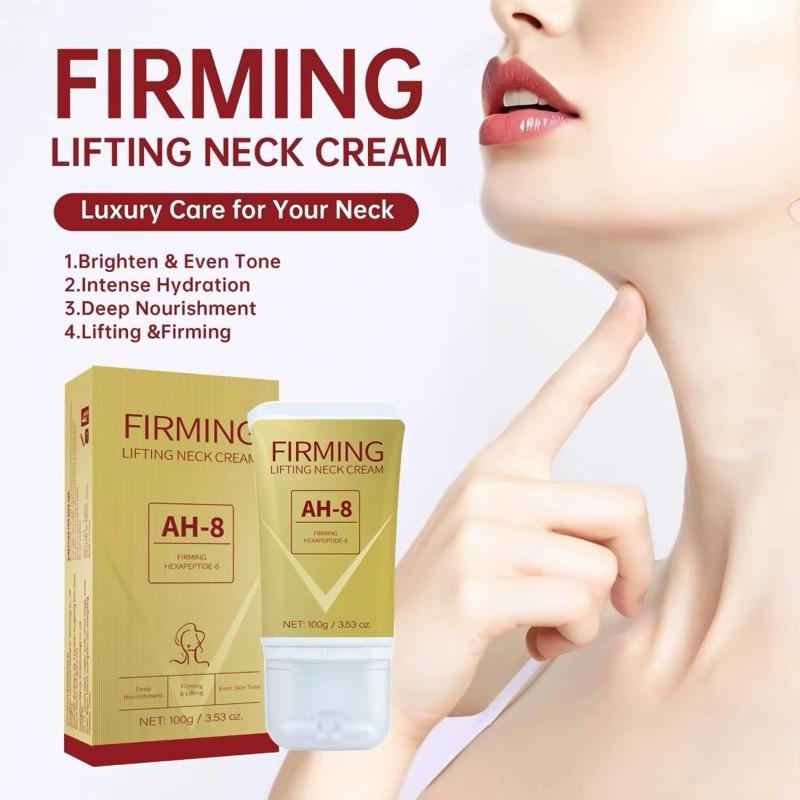 FIRMING
LIFTING NECK CREAM
Luxury Care for Your Neck
1.Brighten & Even Tone
2.Intense Hydration
3.Deep Nourishment
4.Lifting &Firming
FIRMING
LIFTING NECK CREAM
AH-8
FIRMING
HEXAPEPTIDE-8
Deep
Nourishment
Firming
& Lifting
Even Skin Tone
NET: 100g / 3.53 oz.
FIRMING
LIFTING NECK CREAM
AH-8
FIRMING
HEXAPEPTIDE-8
NET: 100g / 3.53 oz.